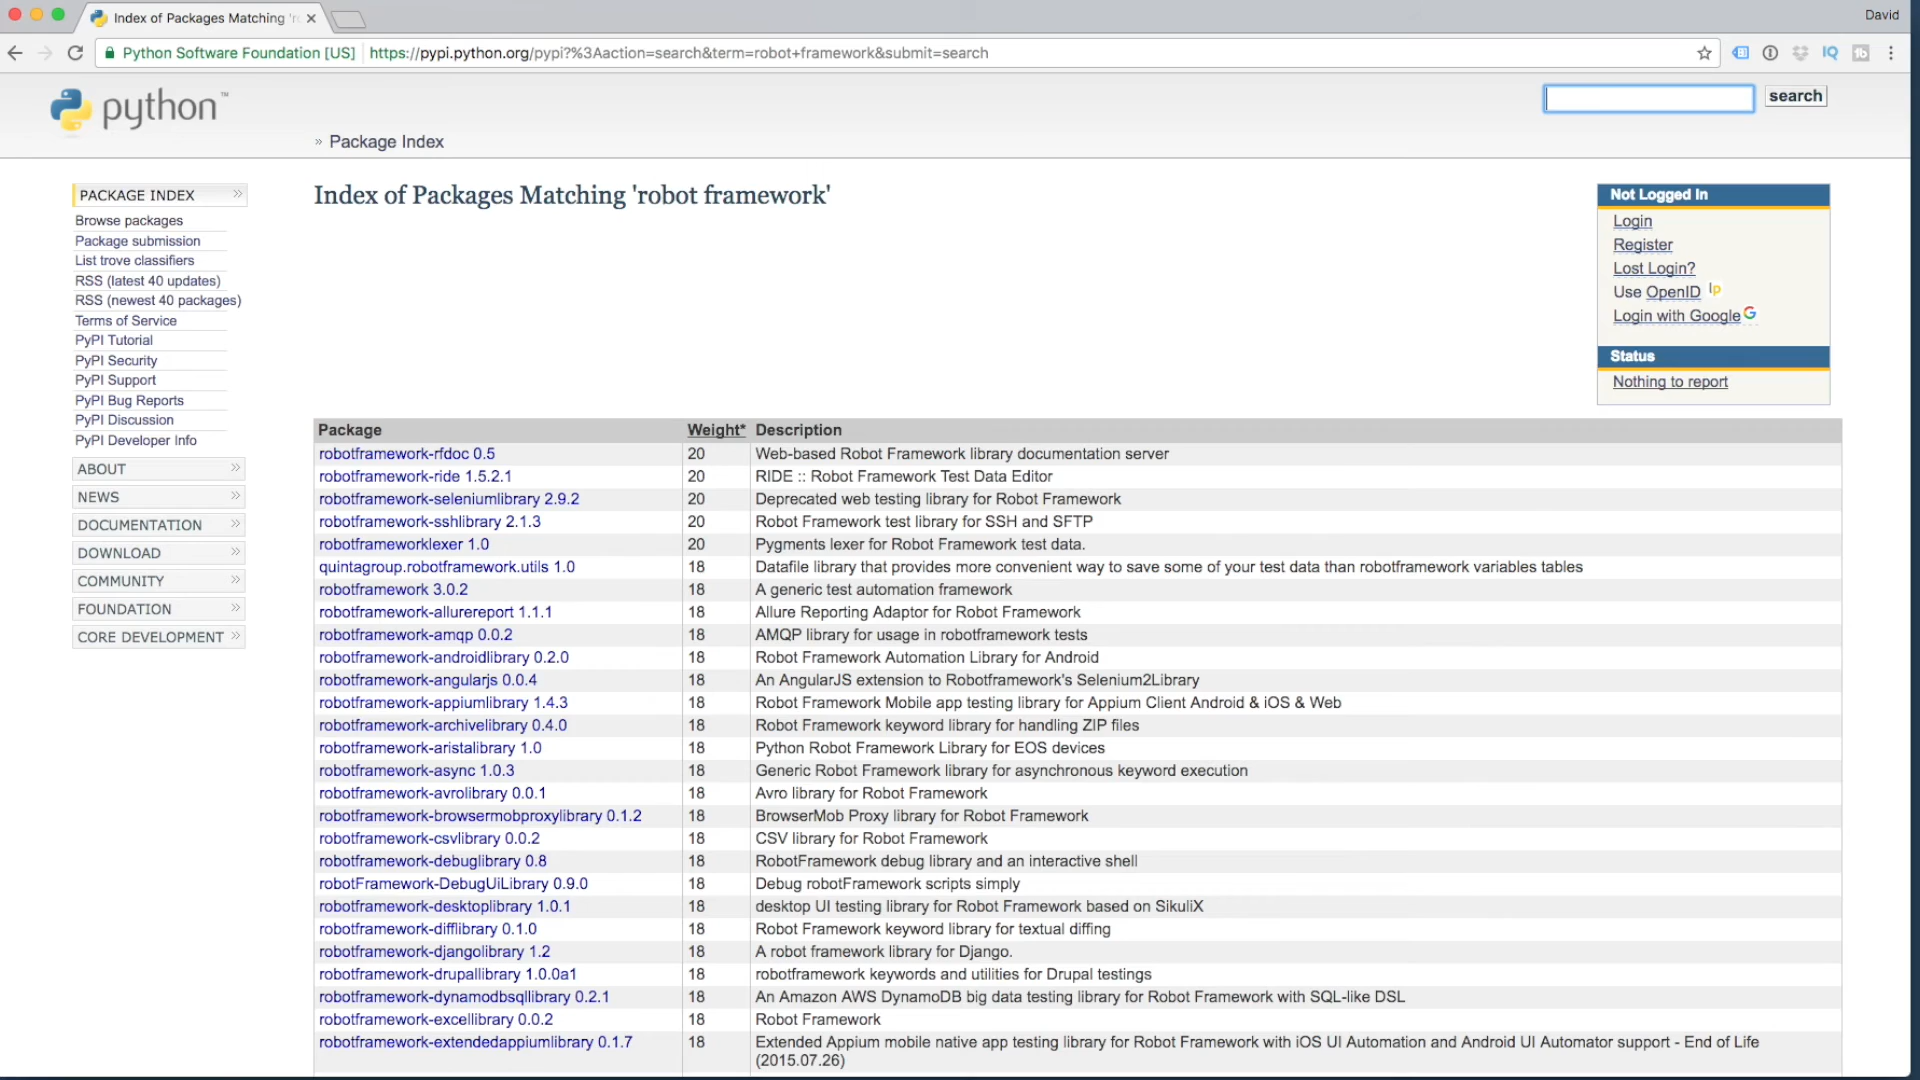 Index of Packages Matching 'r
David
Python Software Foundation [US] https://pypi.python.org/pypi?%3Aaction=search&term=robot+framework&submit=search
python™
search
» Package Index
PACKAGE INDEX »
Browse packages
Package submission
List trove classifiers
RSS (latest 40 updates)
RSS (newest 40 packages)
Terms of Service
PyPI Tutorial
PyPI Security
PyPI Support
PyPI Bug Reports
PyPI Discussion
PyPI Developer Info
ABOUT »
NEWS »
DOCUMENTATION »
DOWNLOAD »
COMMUNITY »
FOUNDATION »
CORE DEVELOPMENT »
Index of Packages Matching 'robot framework'
Not Logged In
Login
Register
Lost Login?
Use OpenID lp
Login with Google G
Status
Nothing to report
Package Weight* Description
robotframework-rfdoc 0.5 20 Web-based Robot Framework library documentation server
robotframework-ride 1.5.2.1 20 RIDE :: Robot Framework Test Data Editor
robotframework-seleniumlibrary 2.9.2 20 Deprecated web testing library for Robot Framework
robotframework-sshlibrary 2.1.3 20 Robot Framework test library for SSH and SFTP
robotframeworklexer 1.0 20 Pygments lexer for Robot Framework test data.
quintagroup.robotframework.utils 1.0 18 Datafile library that provides more convenient way to save some of your test data than robotframework variables tables
robotframework 3.0.2 18 A generic test automation framework
robotframework-allurereport 1.1.1 18 Allure Reporting Adaptor for Robot Framework
robotframework-amqp 0.0.2 18 AMQP library for usage in robotframework tests
robotframework-androidlibrary 0.2.0 18 Robot Framework Automation Library for Android
robotframework-angularjs 0.0.4 18 An AngularJS extension to Robotframework's Selenium2Library
robotframework-appiumlibrary 1.4.3 18 Robot Framework Mobile app testing library for Appium Client Android & iOS & Web
robotframework-archivelibrary 0.4.0 18 Robot Framework keyword library for handling ZIP files
robotframework-aristalibrary 1.0 18 Python Robot Framework Library for EOS devices
robotframework-async 1.0.3 18 Generic Robot Framework library for asynchronous keyword execution
robotframework-avrolibrary 0.0.1 18 Avro library for Robot Framework
robotframework-browsermobproxylibrary 0.1.2 18 BrowserMob Proxy library for Robot Framework
robotframework-csvlibrary 0.0.2 18 CSV library for Robot Framework
robotframework-debuglibrary 0.8 18 RobotFramework debug library and an interactive shell
robotFramework-DebugUiLibrary 0.9.0 18 Debug robotFramework scripts simply
robotframework-desktoplibrary 1.0.1 18 desktop UI testing library for Robot Framework based on SikuliX
robotframework-difflibrary 0.1.0 18 Robot Framework keyword library for textual diffing
robotframework-djangolibrary 1.2 18 A robot framework library for Django.
robotframework-drupallibrary 1.0.0a1 18 robotframework keywords and utilities for Drupal testings
robotframework-dynamodbsqllibrary 0.2.1 18 An Amazon AWS DynamoDB big data testing library for Robot Framework with SQL-like DSL
robotframework-excellibrary 0.0.2 18 Robot Framework
robotframework-extendedappiumlibrary 0.1.7 18 Extended Appium mobile native app testing library for Robot Framework with iOS UI Automation and Android UI Automator support - End of Life
(2015.07.26)